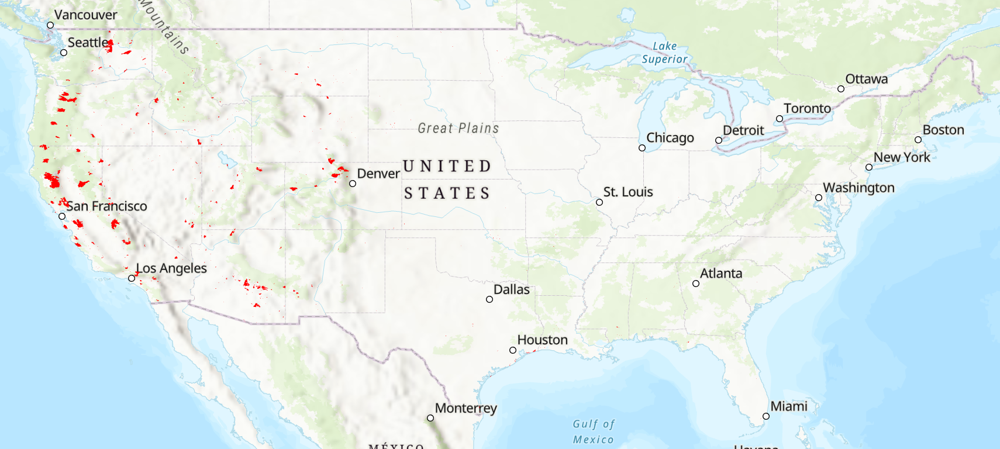 Vancouver
Mountains
Seattle
Lake
Superior
Ottawa
Toronto
Great Plains
Detroit
Boston
Chicago
New York
UNITED
STATES
Denver
Washington
St. Louis
San Francisco
Los Angeles
Atlanta
Dallas
Houston
Monterrey
Miami
Gulf of
Mexico
MÉXICO
Havana